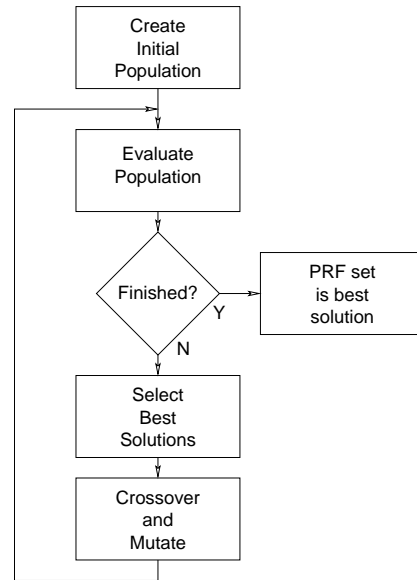 Create
Initial
Population
Evaluate
Population
Finished?
Y
N
PRF set
is best
solution
Select
Best
Solutions
Crossover
and
Mutate